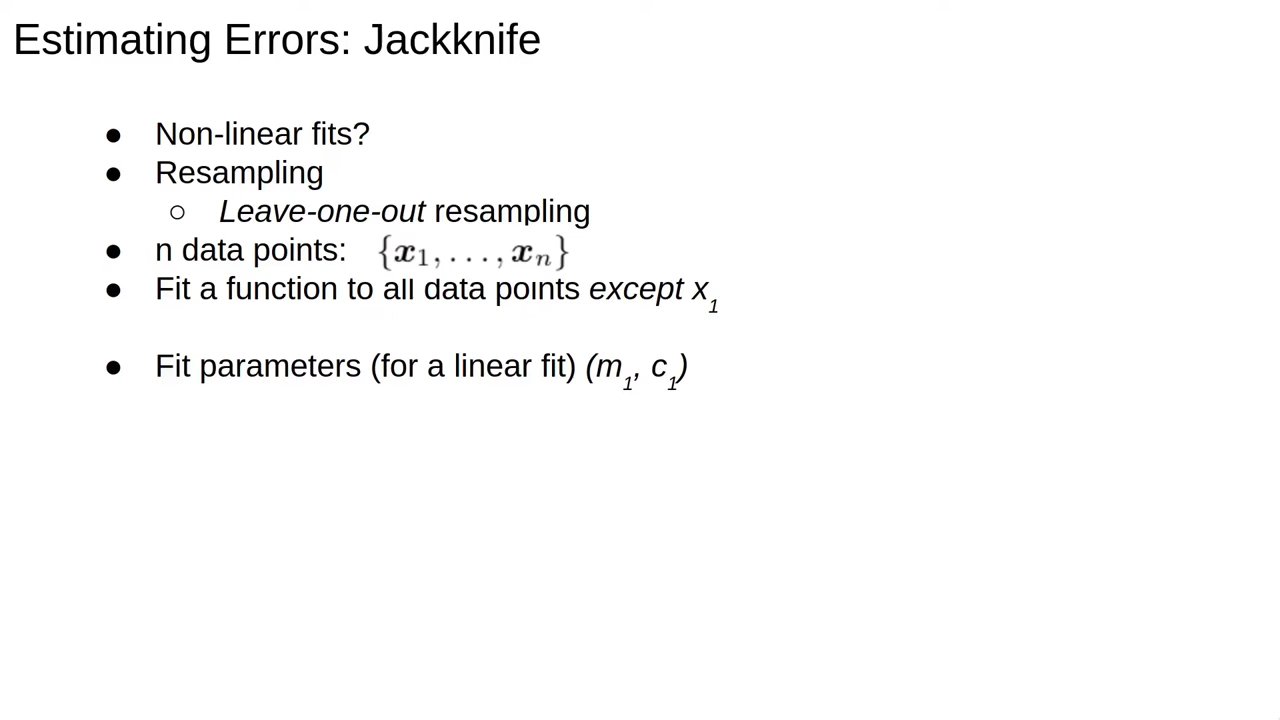 Estimating Errors: Jackknife
● Non-linear fits?
● Resampling
○ Leave-one-out resampling
● n data points: {x₁, . . . , xₙ}
● Fit a function to all data points except x₁
● Fit parameters (for a linear fit) (m₁, c₁)